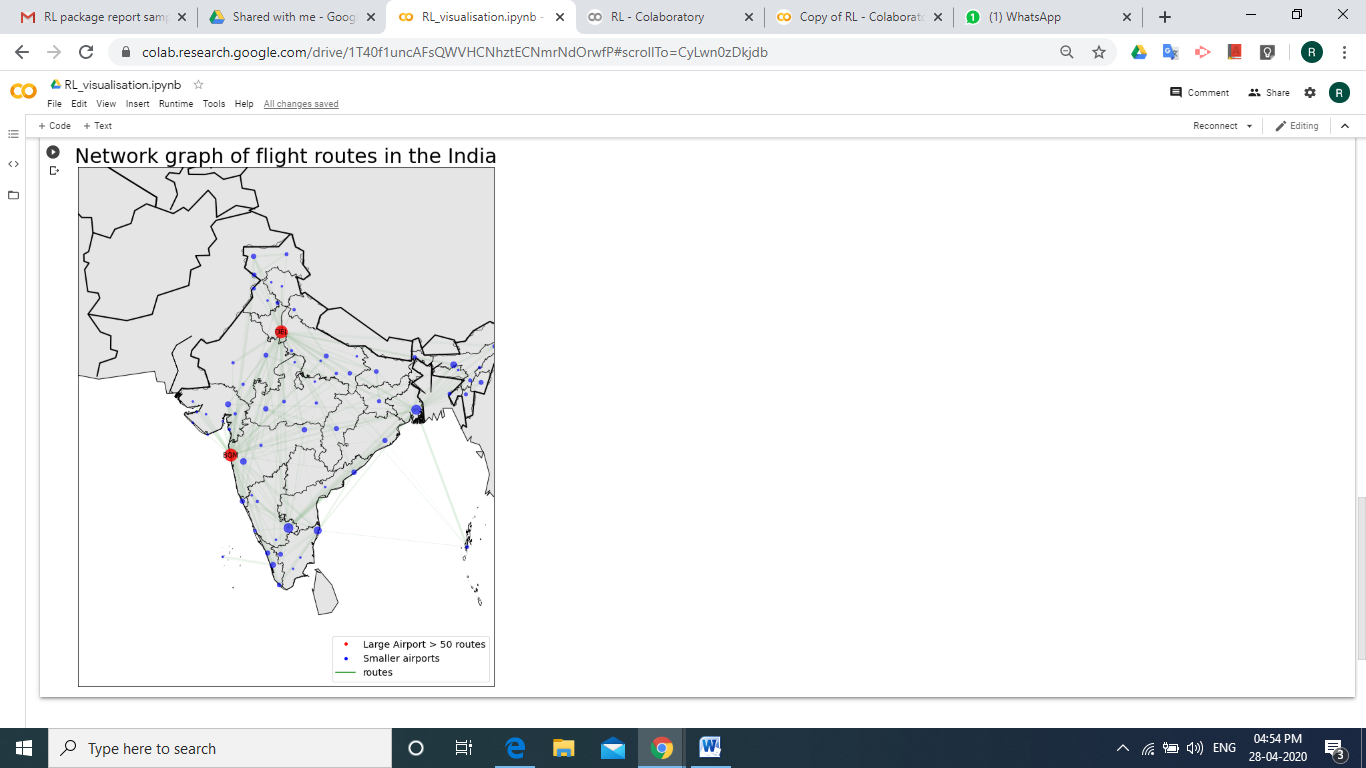 RL package report samp
Shared with me - Goog
RL_visualisation.ipynb -
RL - Colaboratory
Copy of RL - Colaborato
(1) WhatsApp
colab.research.google.com/drive/1T40f1uncAFsQWVHCNhztECNmrNdOrwfP#scrollTo=CyLwn0zDkjdb
R
RL_visualisation.ipynb
File Edit View Insert Runtime Tools Help All changes saved
Comment Share R
+ Code + Text
Reconnect Editing
Network graph of flight routes in the India
DEL
BOM
Large Airport > 50 routes
Smaller airports
routes
Type here to search
ENG
04:54 PM
28-04-2020
3